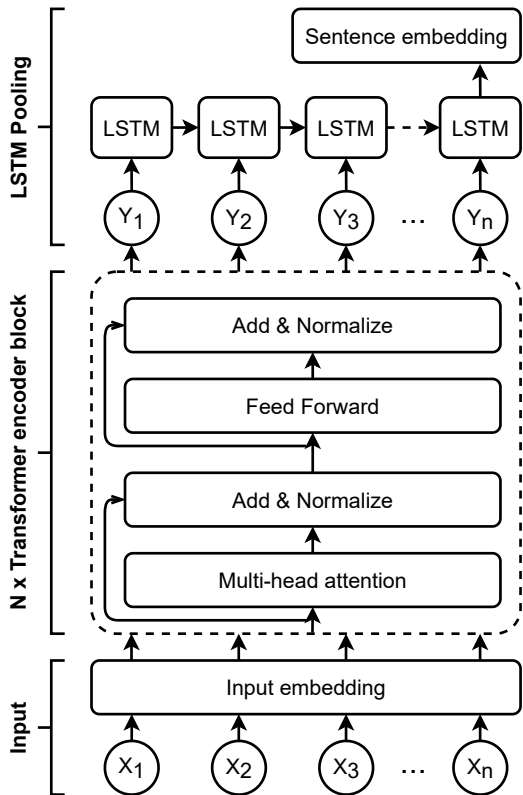 Sentence embedding
LSTM Pooling
LSTM LSTM LSTM LSTM
Y1 Y2 Y3 ... Yn
N x Transformer encoder block
Add & Normalize
Feed Forward
Add & Normalize
Multi-head attention
Input
Input embedding
X1 X2 X3 ... Xn